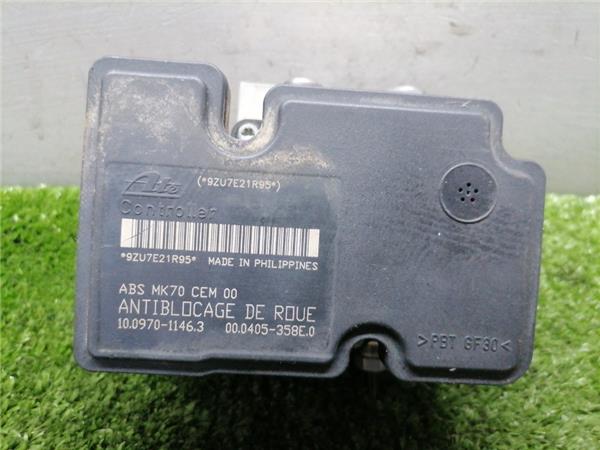 (*9ZU7E21R95*)
Ate
Controller
*9ZU7E21R95* MADE IN PHILIPPINES
ABS MK70 CEM 00
ANTIBLOCAGE DE ROUE
10.0970-1146.3 00.0405-358E.0
>PBT GF30<